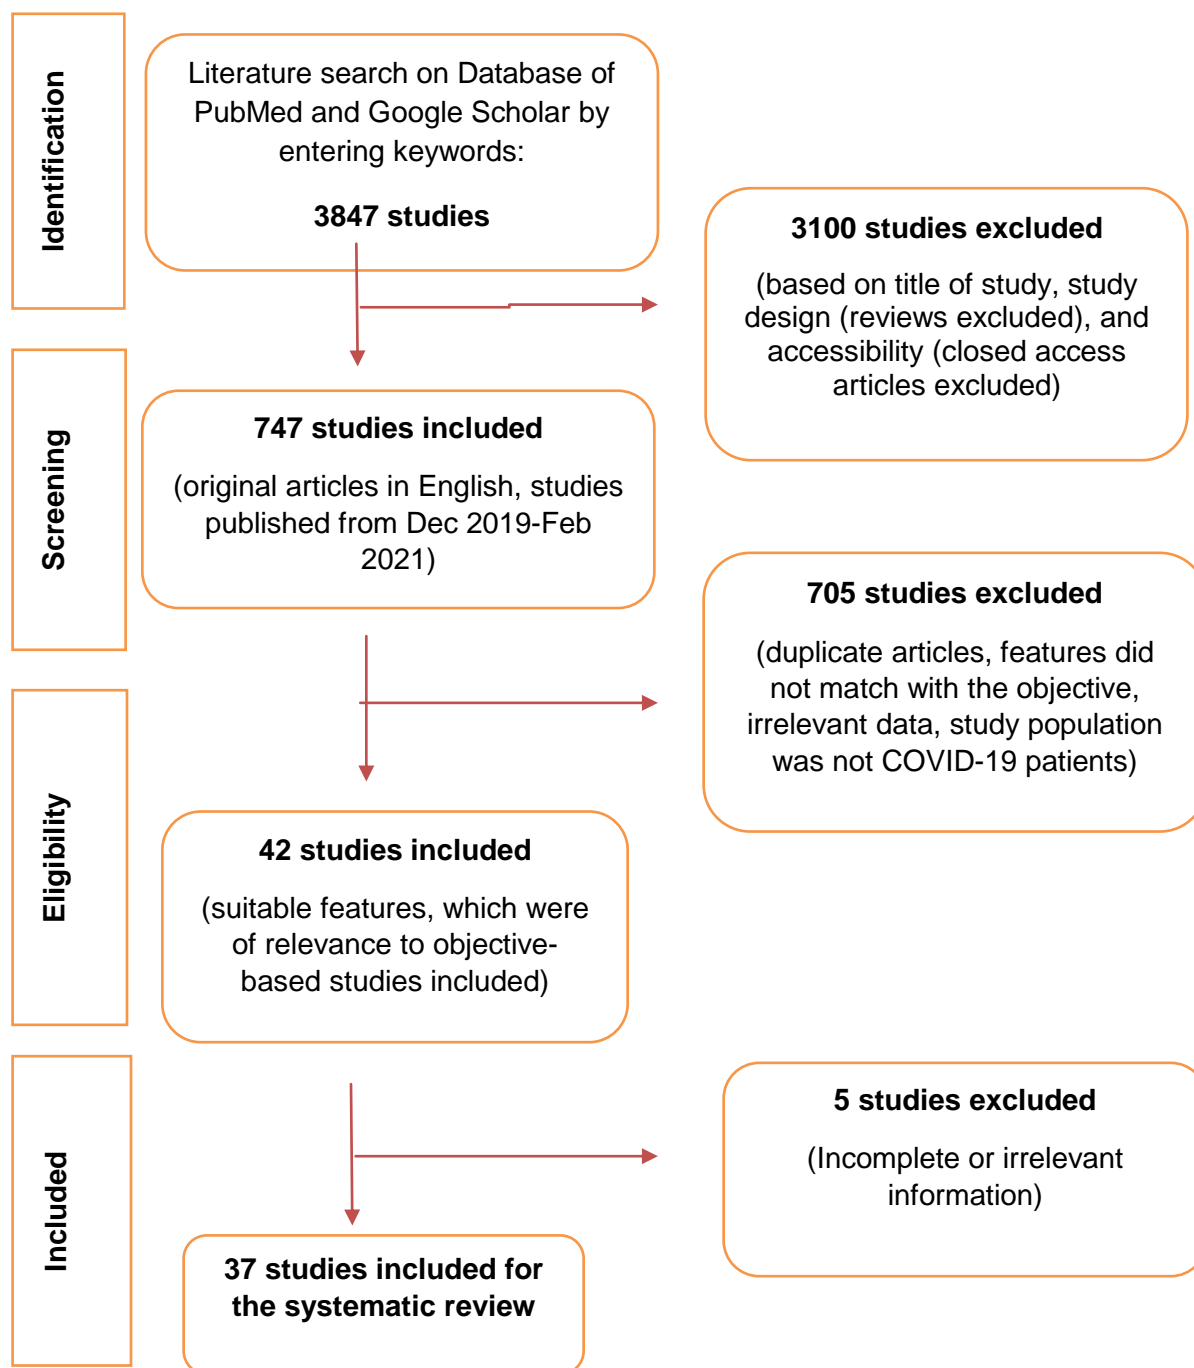 Identification
Literature search on Database of
PubMed and Google Scholar by
entering keywords:
3847 studies
3100 studies excluded
(based on title of study, study
design (reviews excluded), and
accessibility (closed access
articles excluded)
Screening
747 studies included
(original articles in English, studies
published from Dec 2019-Feb
2021)
705 studies excluded
(duplicate articles, features did
not match with the objective,
irrelevant data, study population
was not COVID-19 patients)
Eligibility
42 studies included
(suitable features, which were
of relevance to objective-
based studies included)
Included
5 studies excluded
(Incomplete or irrelevant
information)
37 studies included for
the systematic review